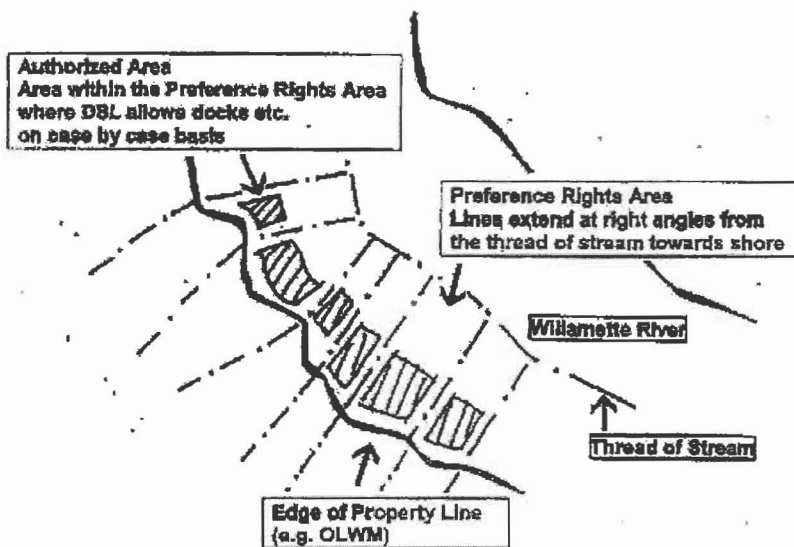 Authorized Area
Area within the Preference Rights Area
where DSL allows docks etc.
on case by case basis
Preference Rights Area
Lines extend at right angles from
the thread of stream towards shore
Willamette River
Thread of Stream
Edge of Property Line
(e.g. OLWM)